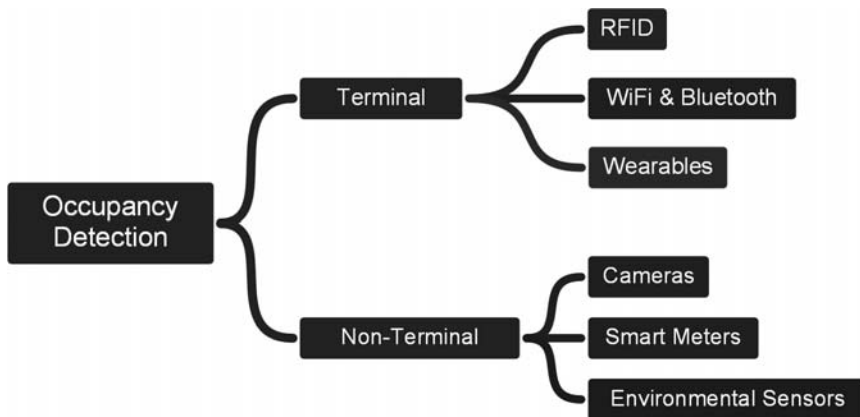 RFID
Terminal
WiFi & Bluetooth
Wearables
Occupancy
Detection
Cameras
Non-Terminal
Smart Meters
Environmental Sensors